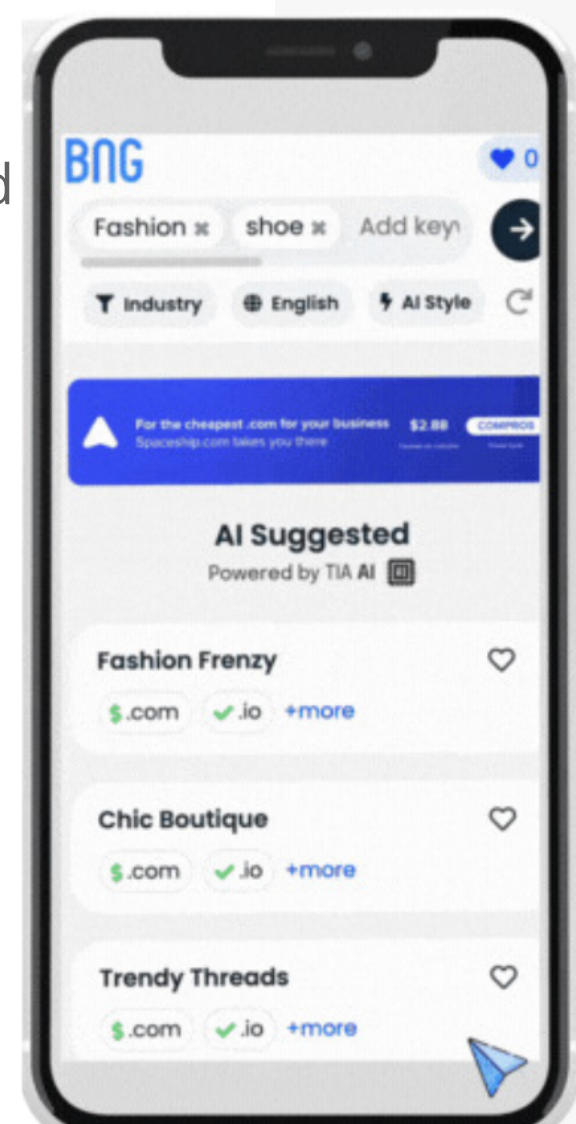 d
BNG
0
Fashion shoe Add key
Industry English AI Style
For the cheapest .com for your business $2.88 COMPROS
Spaceship.com takes you there
AI Suggested
Powered by TIA AI
Fashion Frenzy
$ .com .io +more
Chic Boutique
$ .com .io +more
Trendy Threads
$ .com .io +more